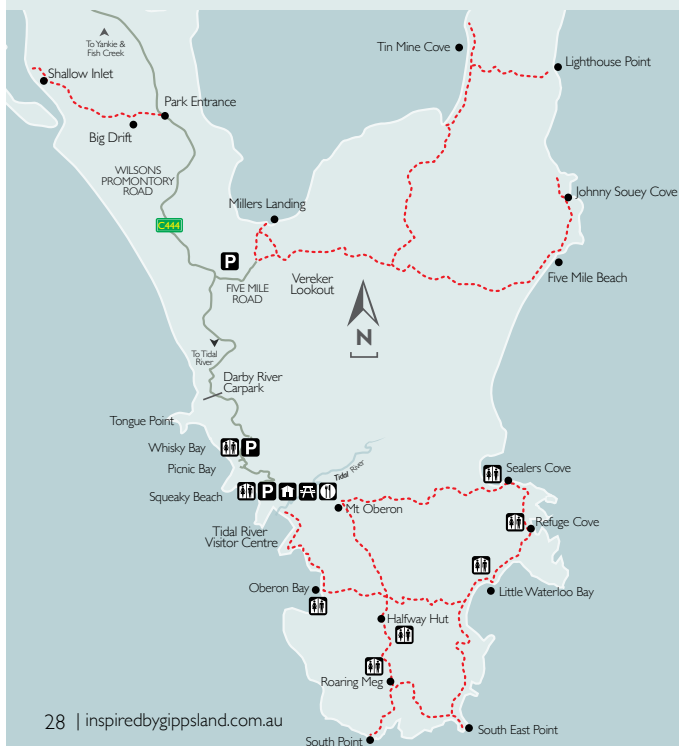 To Yankie &
Fish Creek
Tin Mine Cove
Lighthouse Point
Shallow Inlet
Park Entrance
Big Drift
WILSONS
PROMONTORY
ROAD
Johnny Souey Cove
Millers Landing
C444
P
Vereker
Lookout
Five Mile Beach
FIVE MILE
ROAD
N
To Tidal
River
Darby River
Carpark
Tongue Point
Whisky Bay
P
Picnic Bay
Tidal River
Sealers Cove
Squeaky Beach
P
Mt Oberon
Refuge Cove
Tidal River
Visitor Centre
Oberon Bay
Little Waterloo Bay
Halfway Hut
Roaring Meg
28 | inspiredbygippsland.com.au
South East Point
South Point